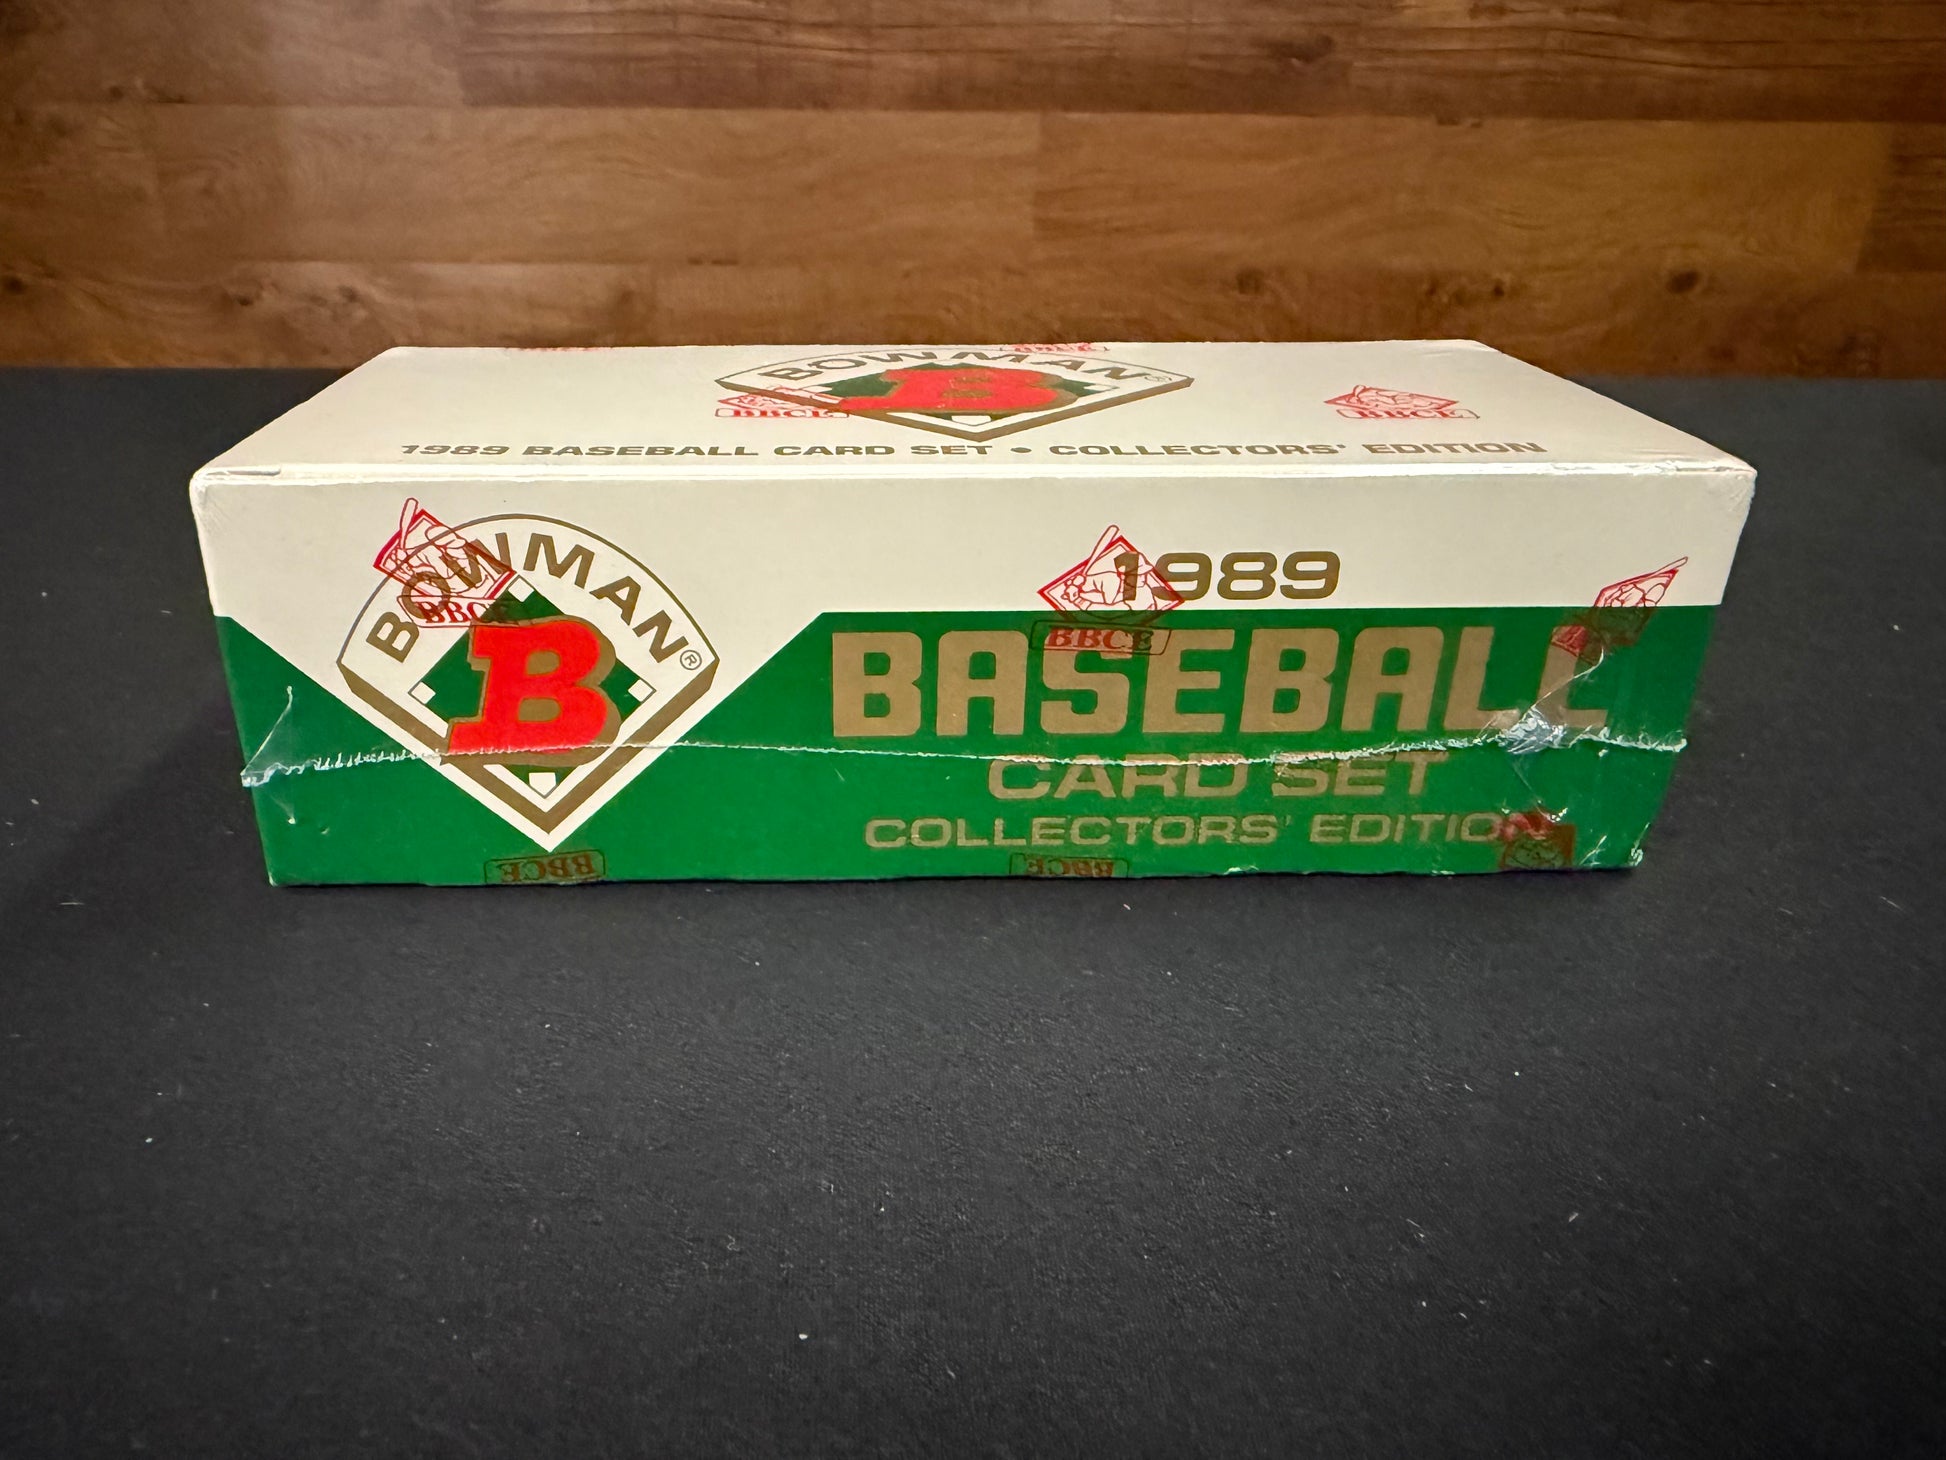 BOWMAN®
B
BBCE
BBCE
1989 BASEBALL CARD SET • COLLECTORS' EDITION
BOWMAN®
B
BBCE
1989
BBCE
BASEBALL
CARD SET
COLLECTORS' EDITION
BBCE
BBCE